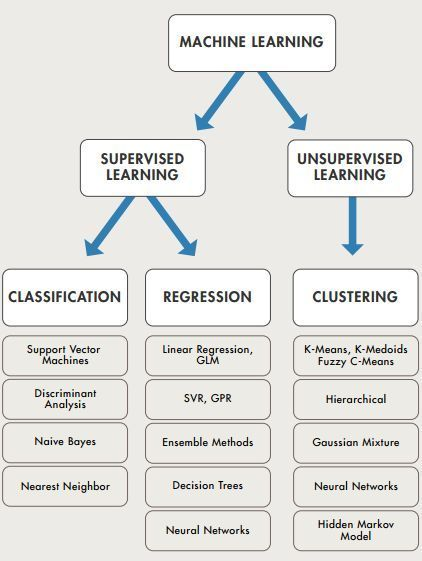 MACHINE LEARNING
SUPERVISED
LEARNING
UNSUPERVISED
LEARNING
CLASSIFICATION
REGRESSION
CLUSTERING
Support Vector
Machines
Linear Regression,
GLM
K-Means, K-Medoids
Fuzzy C-Means
Discriminant
Analysis
SVR, GPR
Hierarchical
Naive Bayes
Ensemble Methods
Gaussian Mixture
Nearest Neighbor
Decision Trees
Neural Networks
Neural Networks
Hidden Markov
Model